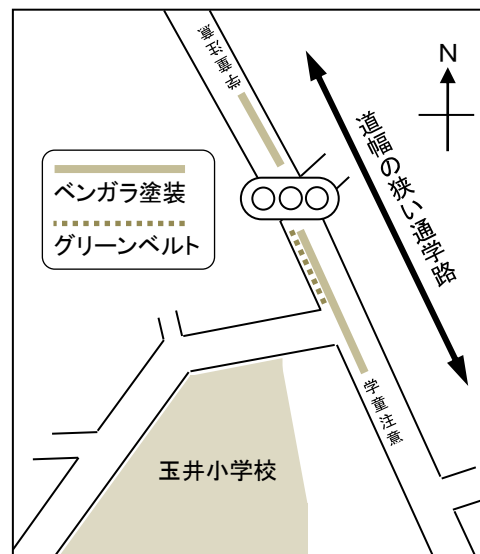 学童注意
N
道幅の狭い通学路
ベンガラ塗装
グリーンベルト
学童注意
玉井小学校